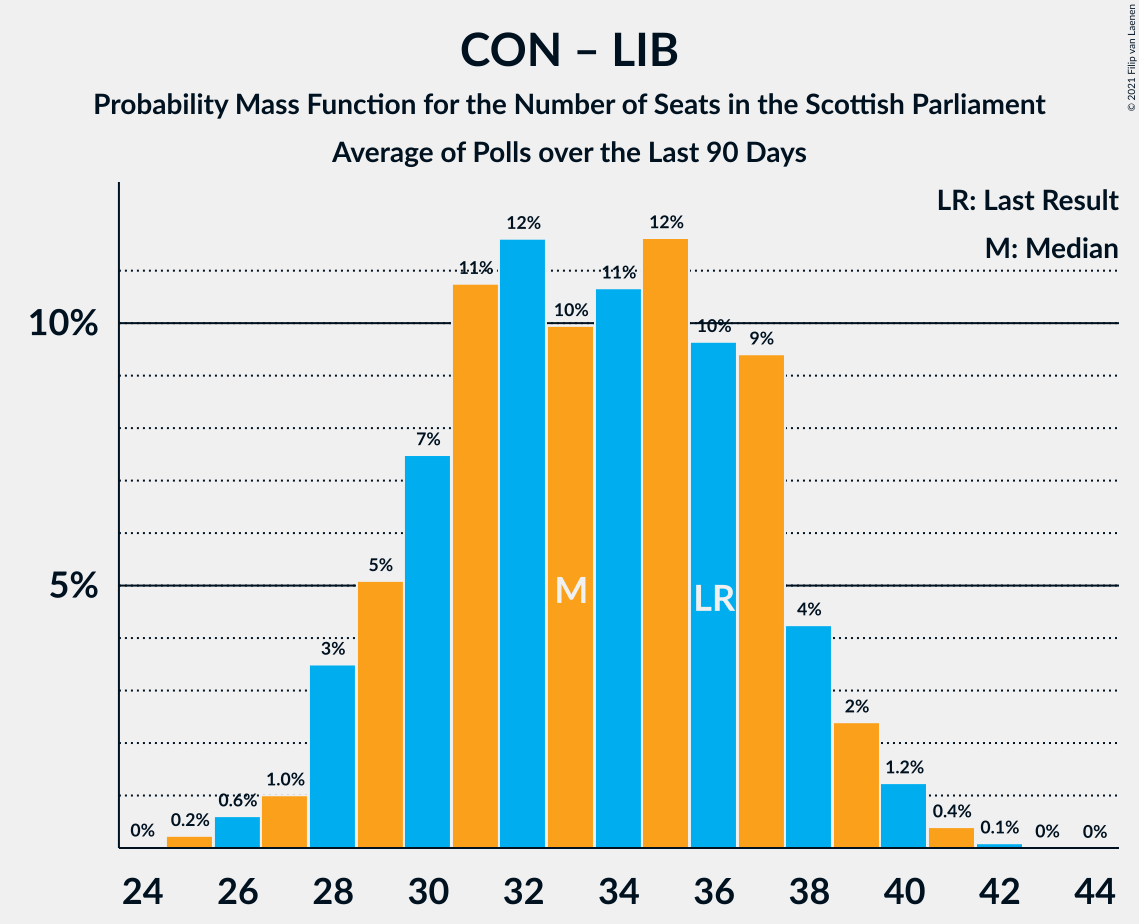 CON – LIB
Probability Mass Function for the Number of Seats in the Scottish Parliament
Average of Polls over the Last 90 Days
© 2021 Filip van Laenen
LR: Last Result
M: Median
10%
5%
0%
0.2%
0.6%
1.0%
3%
5%
7%
11%
12%
10%
11%
12%
10%
9%
4%
2%
1.2%
0.4%
0.1%
0%
0%
M
LR
24 26 28 30 32 34 36 38 40 42 44